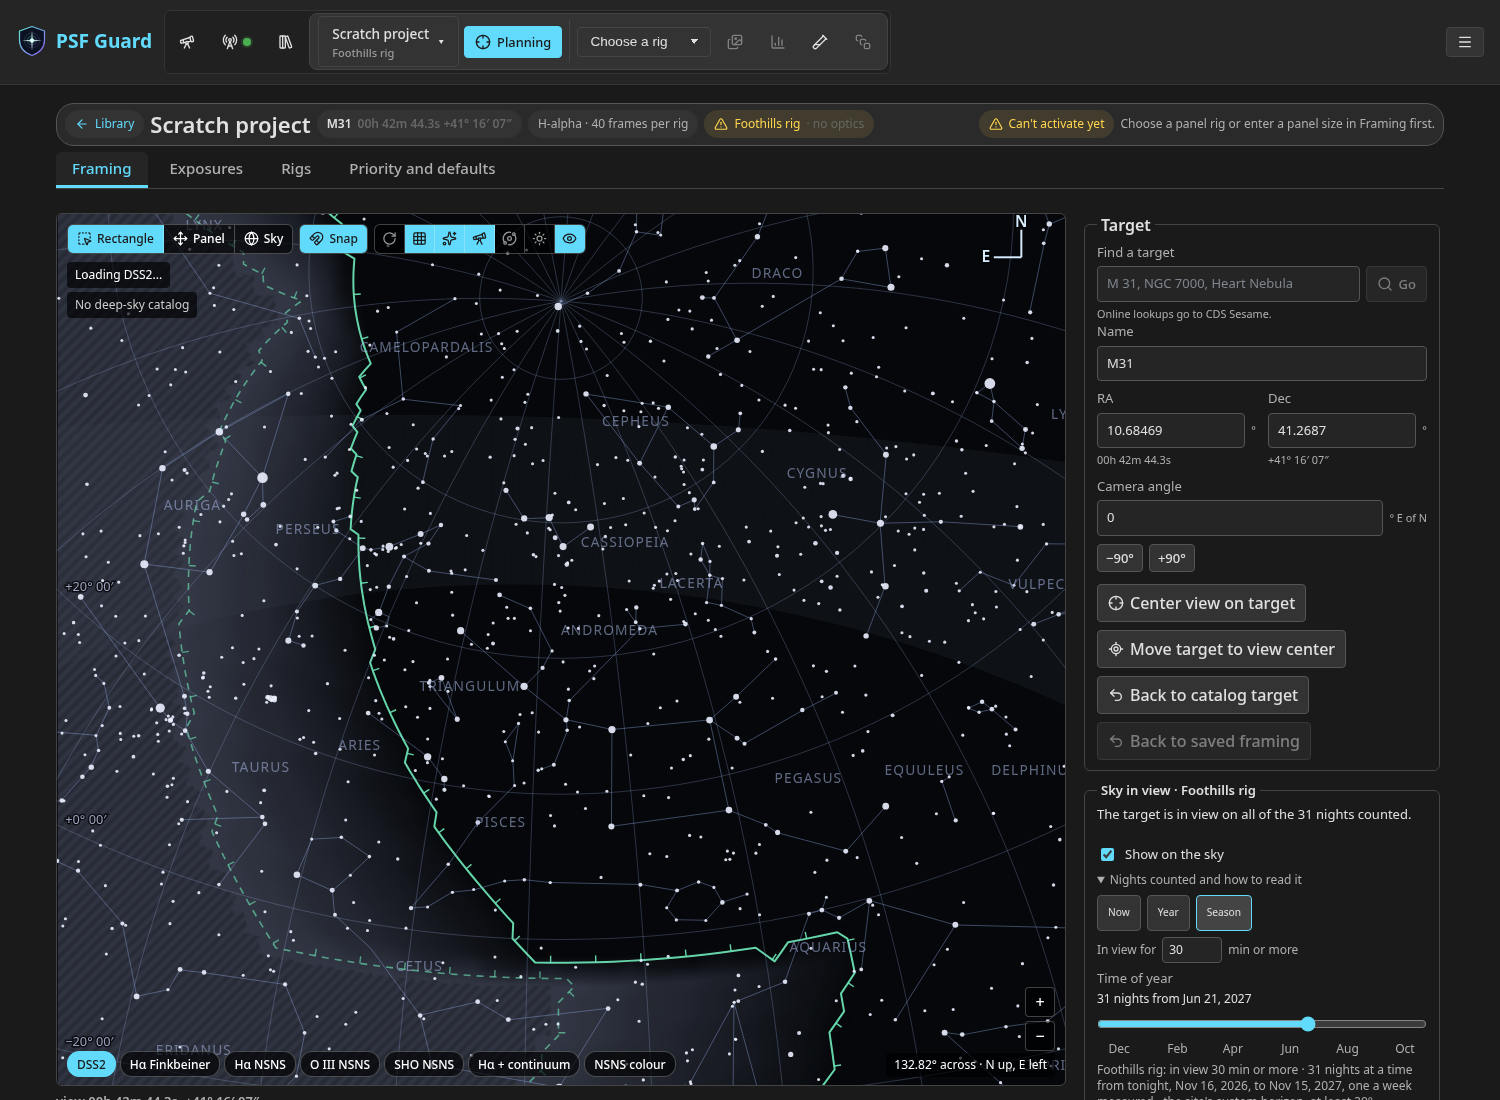 PSF Guard
Scratch project
Foothills rig
Planning
Choose a rig
Library
Scratch project
M31 00h 42m 44.3s +41° 16′ 07″
H-alpha · 40 frames per rig
Foothills rig · no optics
Can't activate yet
Choose a panel rig or enter a panel size in Framing first.
Framing
Exposures
Rigs
Priority and defaults
LYNX
Rectangle
Panel
Sky
Snap
Loading DSS2...
No deep-sky catalog
N
E
DRACO
CAMELOPARDALIS
CEPHEUS
LY
CYGNUS
AURIGA
PERSEUS
CASSIOPEIA
LACERTA
VULPEC
+20° 00′
ANDROMEDA
TRIANGULUM
ARIES
TAURUS
PEGASUS
EQUULEUS
DELPHINU
+0° 00′
PISCES
AQUARIUS
CETUS
−20° 00′
ERIDANUS
+
−
DSS2
Hα Finkbeiner
Hα NSNS
O III NSNS
SHO NSNS
Hα + continuum
NSNS colour
132.82° across · N up, E left
Target
Find a target
M 31, NGC 7000, Heart Nebula
Go
Online lookups go to CDS Sesame.
Name
M31
RA
Dec
10.68469 °
41.2687 °
00h 42m 44.3s
+41° 16′ 07″
Camera angle
0
° E of N
−90°
+90°
Center view on target
Move target to view center
Back to catalog target
Back to saved framing
Sky in view · Foothills rig
The target is in view on all of the 31 nights counted.
Show on the sky
Nights counted and how to read it
Now
Year
Season
In view for 30 min or more
Time of year
31 nights from Jun 21, 2027
Dec Feb Apr Jun Aug Oct
Foothills rig: in view 30 min or more · 31 nights at a time
from tonight, Nov 16, 2026, to Nov 15, 2027, one a week